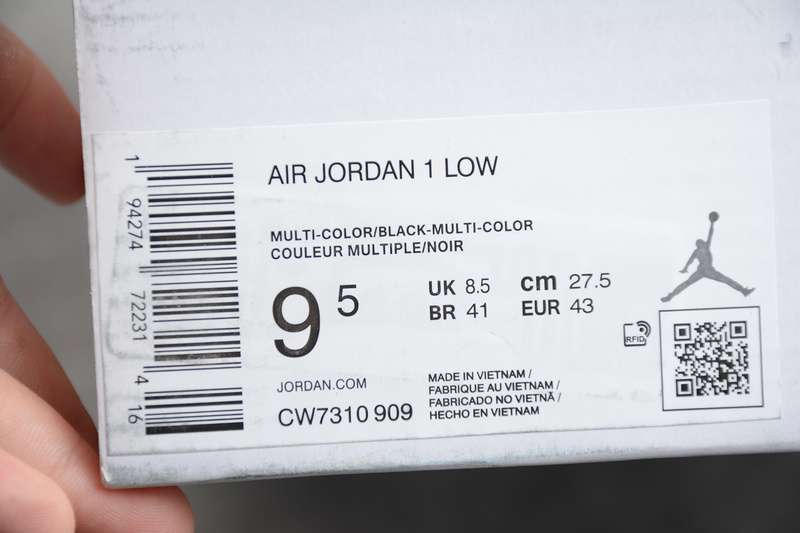 AIR JORDAN 1 LOW
MULTI-COLOR/BLACK-MULTI-COLOR
COULEUR MULTIPLE/NOIR
9 5
UK 8.5 cm 27.5
BR 41 EUR 43
RFID
JORDAN.COM
CW7310 909
MADE IN VIETNAM /
FABRIQUE AU VIETNAM /
FABRICADO NO VIETNÃ /
HECHO EN VIETNAM
1 94274 72231 4 16